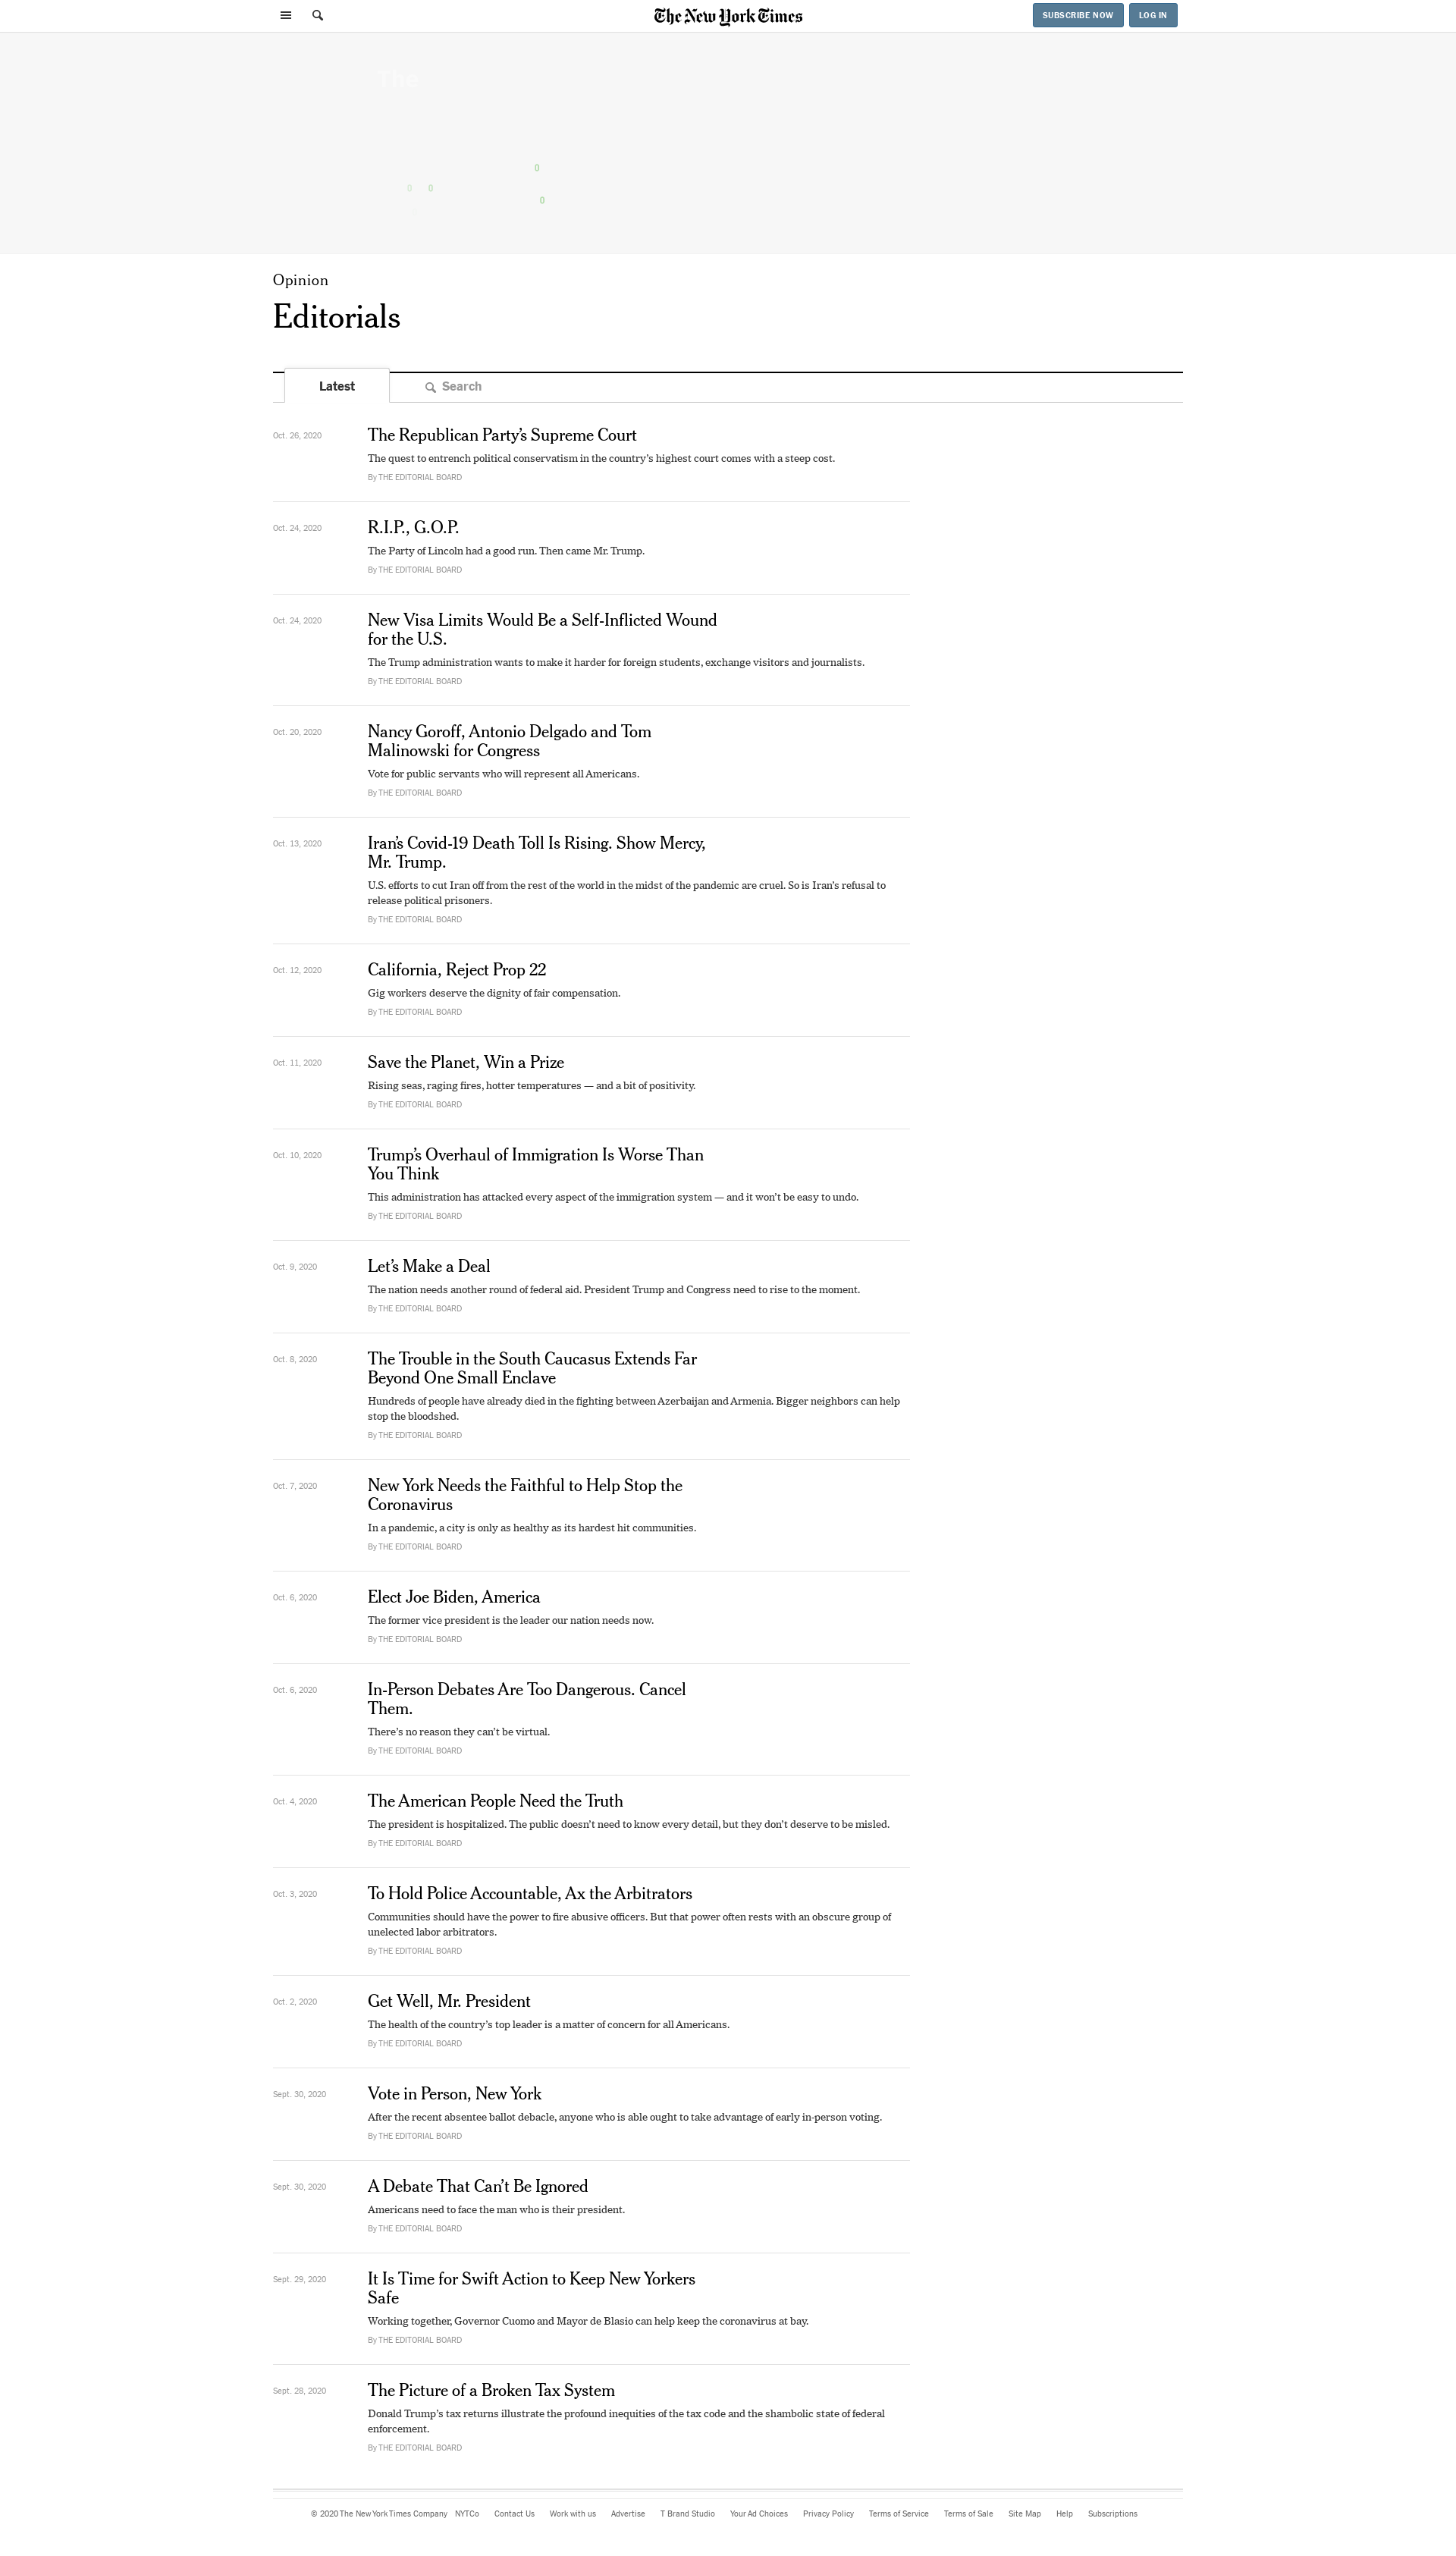 The New York Times
SUBSCRIBE NOW
LOG IN
The
0
0 0
0
Opinion
Editorials
Latest
Search
Oct. 26, 2020
The Republican Party’s Supreme Court
The quest to entrench political conservatism in the country’s highest court comes with a steep cost.
By THE EDITORIAL BOARD
Oct. 24, 2020
R.I.P., G.O.P.
The Party of Lincoln had a good run. Then came Mr. Trump.
By THE EDITORIAL BOARD
Oct. 24, 2020
New Visa Limits Would Be a Self-Inflicted Wound
for the U.S.
The Trump administration wants to make it harder for foreign students, exchange visitors and journalists.
By THE EDITORIAL BOARD
Oct. 20, 2020
Nancy Goroff, Antonio Delgado and Tom
Malinowski for Congress
Vote for public servants who will represent all Americans.
By THE EDITORIAL BOARD
Oct. 13, 2020
Iran’s Covid-19 Death Toll Is Rising. Show Mercy,
Mr. Trump.
U.S. efforts to cut Iran off from the rest of the world in the midst of the pandemic are cruel. So is Iran’s refusal to
release political prisoners.
By THE EDITORIAL BOARD
Oct. 12, 2020
California, Reject Prop 22
Gig workers deserve the dignity of fair compensation.
By THE EDITORIAL BOARD
Oct. 11, 2020
Save the Planet, Win a Prize
Rising seas, raging fires, hotter temperatures — and a bit of positivity.
By THE EDITORIAL BOARD
Oct. 10, 2020
Trump’s Overhaul of Immigration Is Worse Than
You Think
This administration has attacked every aspect of the immigration system — and it won’t be easy to undo.
By THE EDITORIAL BOARD
Oct. 9, 2020
Let’s Make a Deal
The nation needs another round of federal aid. President Trump and Congress need to rise to the moment.
By THE EDITORIAL BOARD
Oct. 8, 2020
The Trouble in the South Caucasus Extends Far
Beyond One Small Enclave
Hundreds of people have already died in the fighting between Azerbaijan and Armenia. Bigger neighbors can help
stop the bloodshed.
By THE EDITORIAL BOARD
Oct. 7, 2020
New York Needs the Faithful to Help Stop the
Coronavirus
In a pandemic, a city is only as healthy as its hardest hit communities.
By THE EDITORIAL BOARD
Oct. 6, 2020
Elect Joe Biden, America
The former vice president is the leader our nation needs now.
By THE EDITORIAL BOARD
Oct. 6, 2020
In-Person Debates Are Too Dangerous. Cancel
Them.
There’s no reason they can’t be virtual.
By THE EDITORIAL BOARD
Oct. 4, 2020
The American People Need the Truth
The president is hospitalized. The public doesn’t need to know every detail, but they don’t deserve to be misled.
By THE EDITORIAL BOARD
Oct. 3, 2020
To Hold Police Accountable, Ax the Arbitrators
Communities should have the power to fire abusive officers. But that power often rests with an obscure group of
unelected labor arbitrators.
By THE EDITORIAL BOARD
Oct. 2, 2020
Get Well, Mr. President
The health of the country’s top leader is a matter of concern for all Americans.
By THE EDITORIAL BOARD
Sept. 30, 2020
Vote in Person, New York
After the recent absentee ballot debacle, anyone who is able ought to take advantage of early in-person voting.
By THE EDITORIAL BOARD
Sept. 30, 2020
A Debate That Can’t Be Ignored
Americans need to face the man who is their president.
By THE EDITORIAL BOARD
Sept. 29, 2020
It Is Time for Swift Action to Keep New Yorkers
Safe
Working together, Governor Cuomo and Mayor de Blasio can help keep the coronavirus at bay.
By THE EDITORIAL BOARD
Sept. 28, 2020
The Picture of a Broken Tax System
Donald Trump’s tax returns illustrate the profound inequities of the tax code and the shambolic state of federal
enforcement.
By THE EDITORIAL BOARD
© 2020 The New York Times Company NYTCo Contact Us Work with us Advertise T Brand Studio Your Ad Choices Privacy Policy Terms of Service Terms of Sale Site Map Help Subscriptions